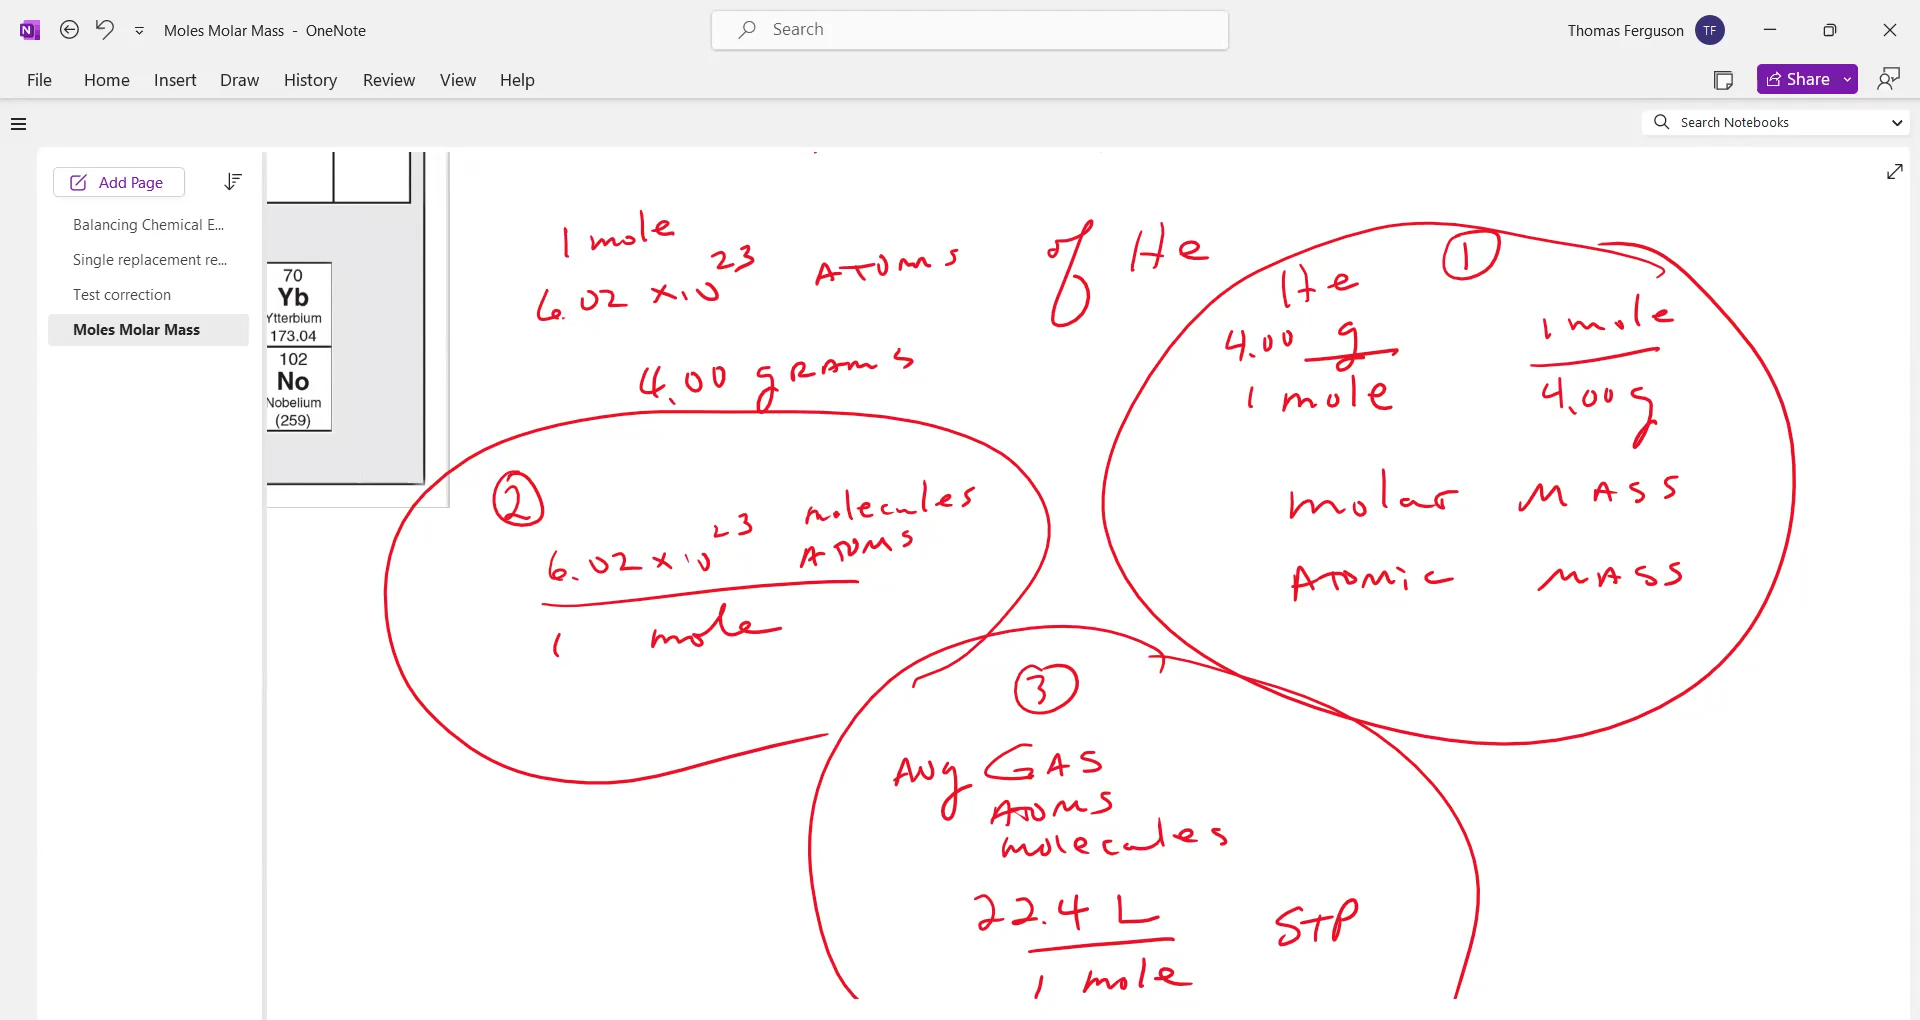 Moles Molar Mass - OneNote
Search
Thomas Ferguson TF
File Home Insert Draw History Review View Help
Share
Search Notebooks
Add Page
Balancing Chemical E...
Single replacement re...
Test correction
Moles Molar Mass
70
Yb
Ytterbium
173.04
102
No
Nobelium
(259)
1 mole
6.02 x 10^23 ATOMS of He
4.00 grams
1
He
4.00 g
1 mole
1 mole
4.00 g
molar MASS
ATOMic MASS
2
6.02 x 10^23 molecules
ATOMS
1 mole
3
Avg GAS
ATOMS
molecules
22.4 L STP
1 mole